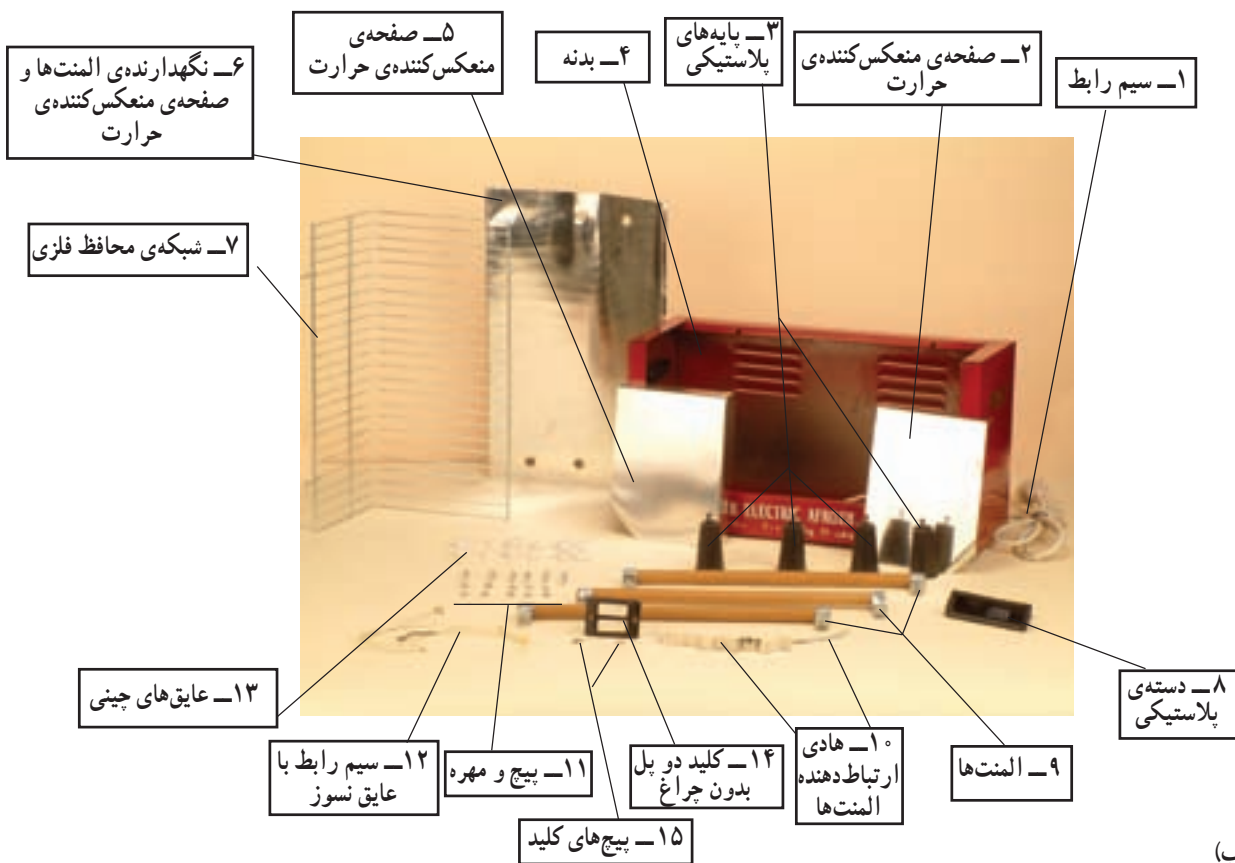 ۱ــ سیم رابط
۲ــ صفحه‌ی منعکس‌کننده‌ی
حرارت
۳ــ پایه‌های
پلاستیکی
۴ــ بدنه
۵ــ صفحه‌ی
منعکس‌کننده‌ی حرارت
۶ــ نگهدارنده‌ی المنت‌ها و
صفحه‌ی منعکس‌کننده‌ی
حرارت
۷ــ شبکه‌ی محافظ فلزی
ELECTRIC
۸ــ دسته‌ی
پلاستیکی
۹ــ المنت‌ها
۱۰ــ هادی
ارتباط‌دهنده
المنت‌ها
۱۴ــ کلید دو پل
بدون چراغ
۱۱ــ پیچ و مهره
۱۲ــ سیم رابط با
عایق نسوز
۱۳ــ عایق‌های چینی
۱۵ــ پیچ‌های کلید